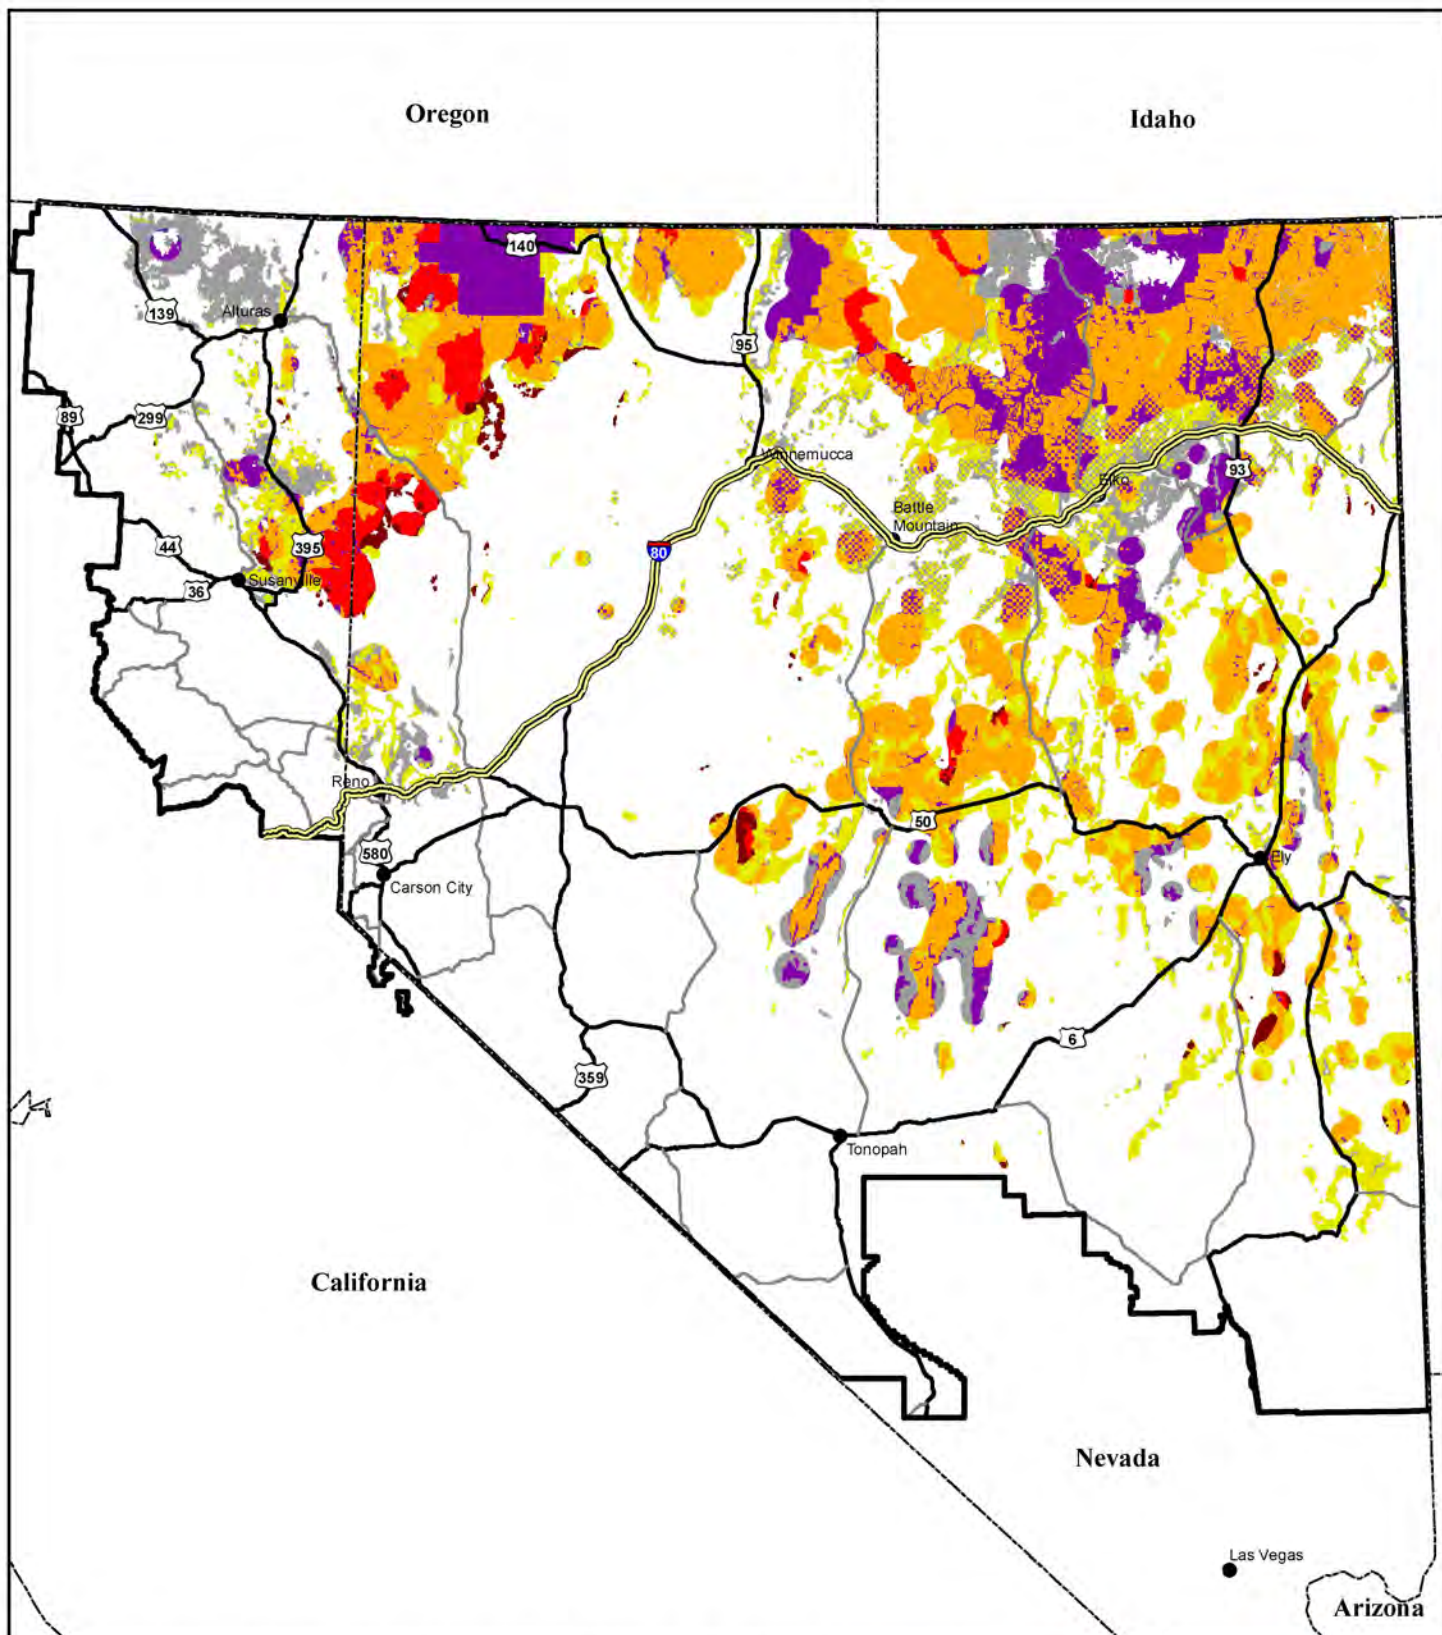 Oregon
Idaho
140
Alturas
139
95
89
299
Winnemucca
93
Elko
Battle
Mountain
44
395
80
Susanville
36
Reno
50
580
Ely
Carson City
6
359
Tonopah
California
Nevada
Las Vegas
Arizona